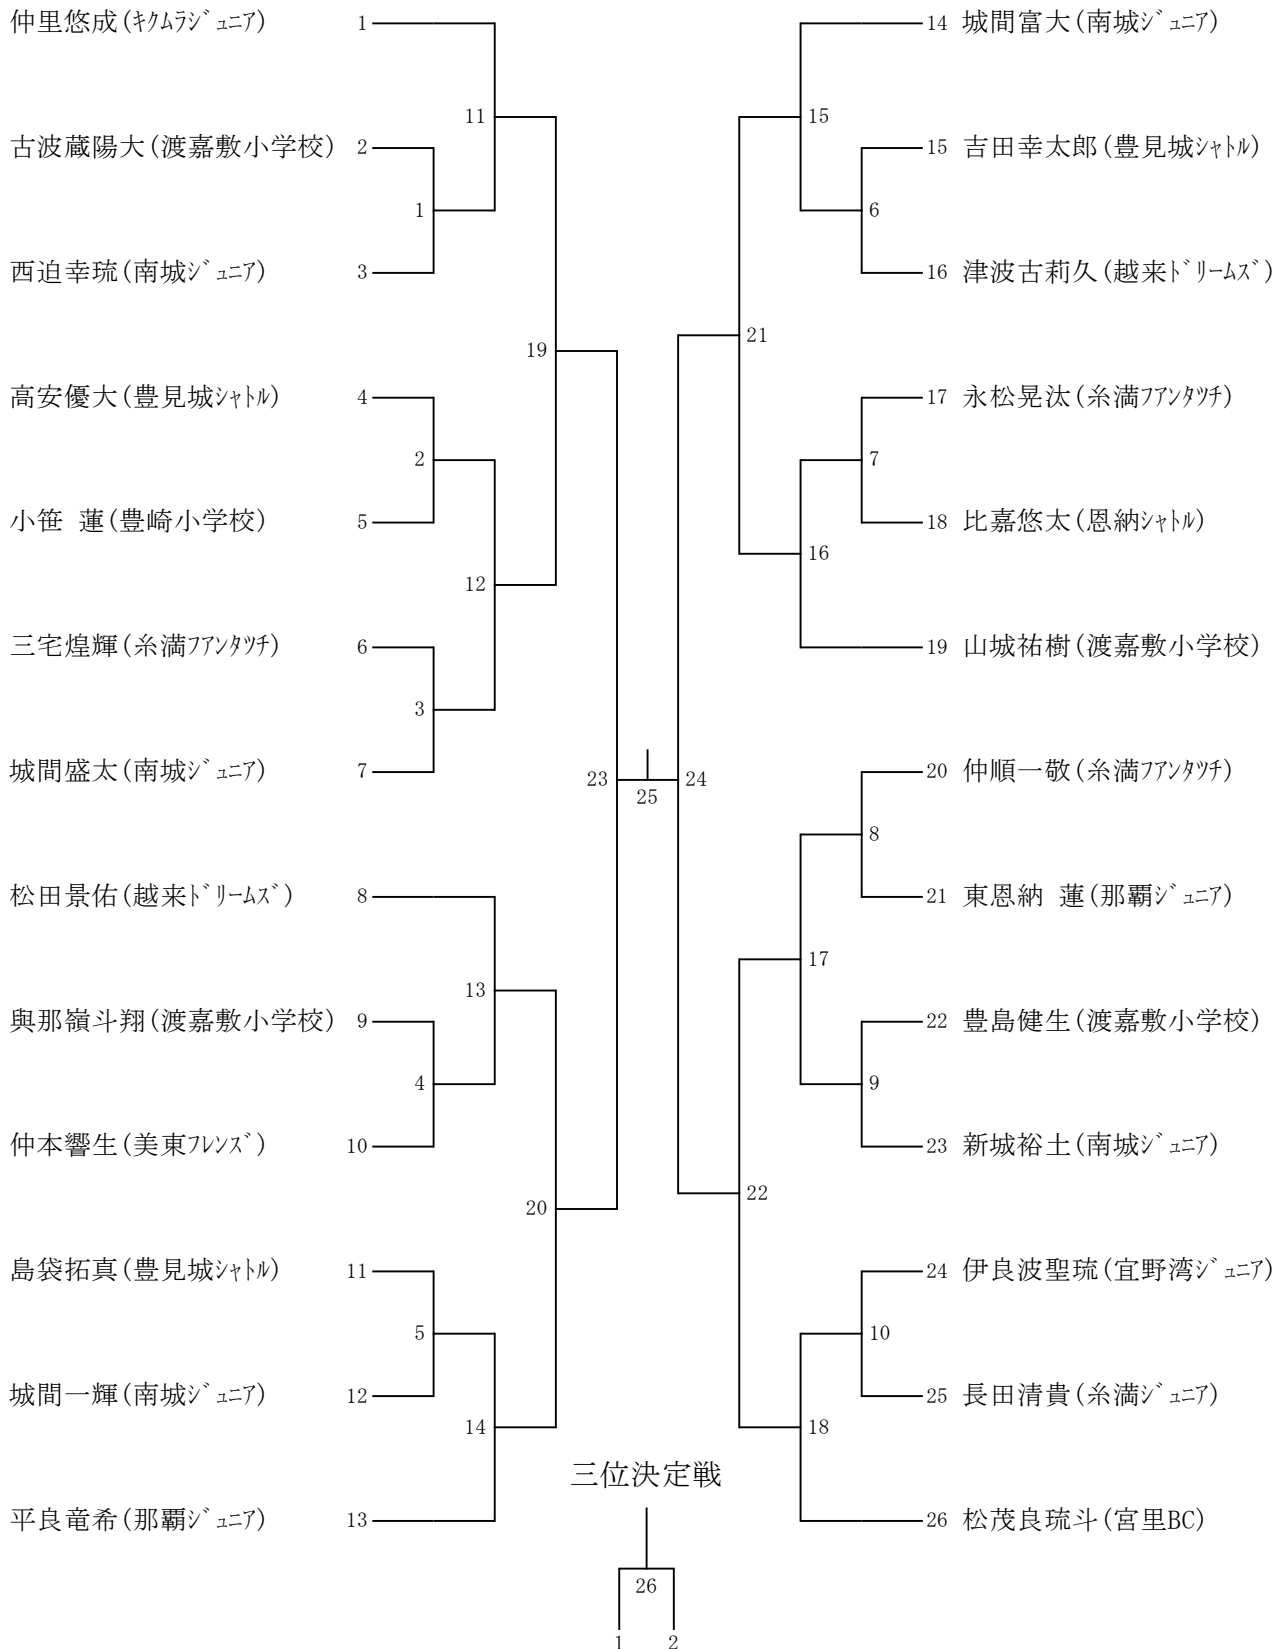 仲里悠成(キクムラジュニア) 1
11
古波蔵陽大(渡嘉敷小学校) 2
1
西迫幸琉(南城ジュニア) 3
19
高安優大(豊見城シャトル) 4
2
小笹 蓮(豊崎小学校) 5
12
三宅煌輝(糸満フアンタツチ) 6
3
城間盛太(南城ジュニア) 7
23
松田景佑(越来ドリームズ) 8
13
與那嶺斗翔(渡嘉敷小学校) 9
4
仲本響生(美東フレンズ) 10
20
島袋拓真(豊見城シャトル) 11
5
城間一輝(南城ジュニア) 12
14
平良竜希(那覇ジュニア) 13
25
14 城間富大(南城ジュニア)
15
15 吉田幸太郎(豊見城シャトル)
6
16 津波古莉久(越来ドリームズ)
21
17 永松晃汰(糸満フアンタツチ)
7
18 比嘉悠太(恩納シャトル)
16
19 山城祐樹(渡嘉敷小学校)
24
20 仲順一敬(糸満フアンタツチ)
8
21 東恩納 蓮(那覇ジュニア)
17
22 豊島健生(渡嘉敷小学校)
9
23 新城裕土(南城ジュニア)
22
24 伊良波聖琉(宜野湾ジュニア)
10
25 長田清貴(糸満ジュニア)
18
26 松茂良琉斗(宮里BC)
三位決定戦
26
1 2